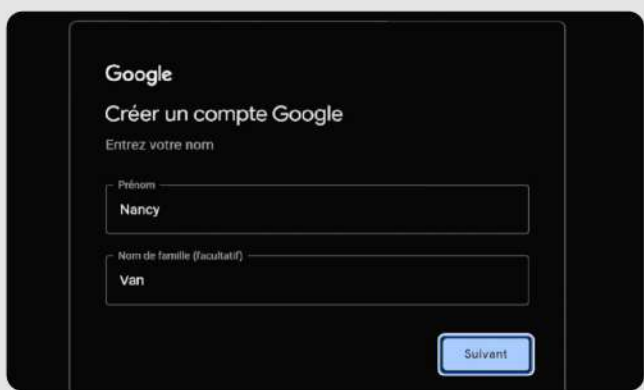 Google
Créer un compte Google
Entrez votre nom
Prénom
Nancy
Nom de famille (facultatif)
Van
Suivant